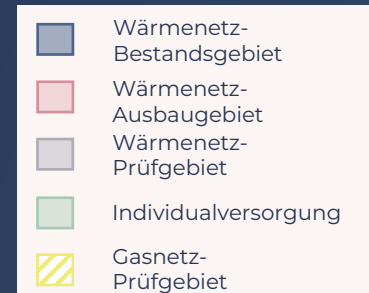 Wärmenetz-
Bestandsgebiet
Wärmenetz-
Ausbaugebiet
Wärmenetz-
Prüfgebiet
Individualversorgung
Gasnetz-
Prüfgebiet